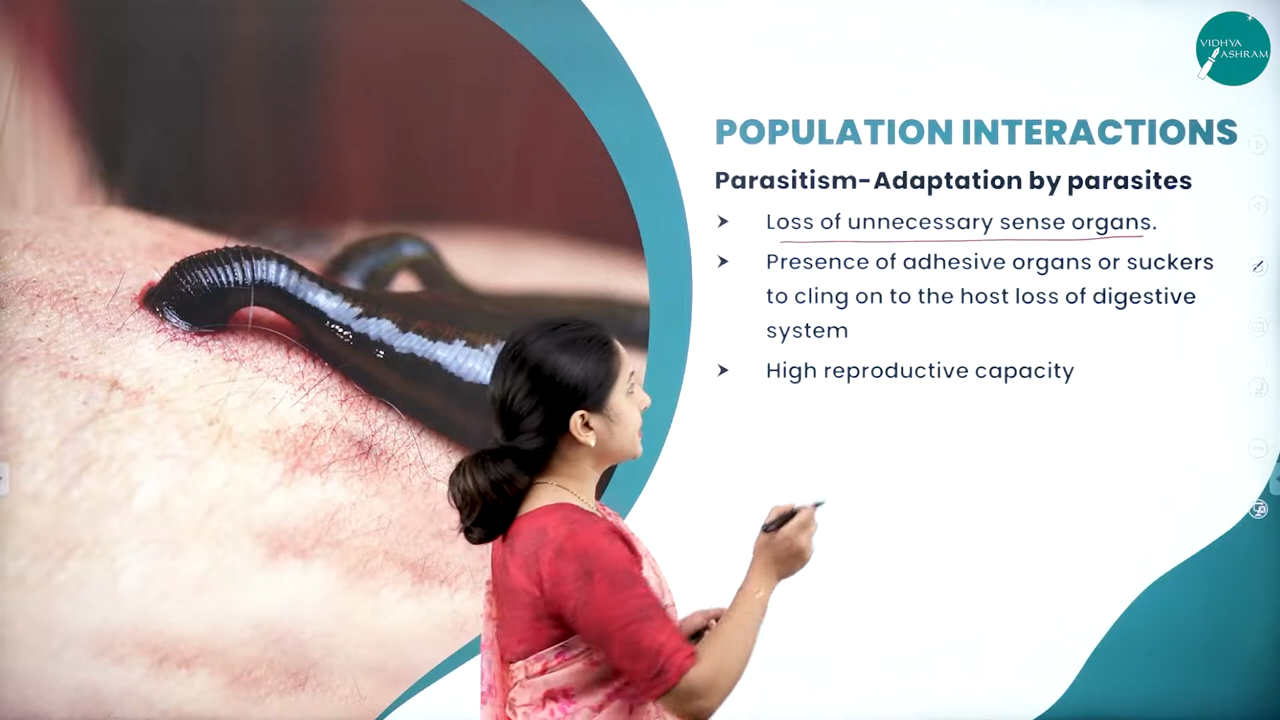 VIDHYA
ASHRAM
POPULATION INTERACTIONS
Parasitism-Adaptation by parasites
➤ Loss of unnecessary sense organs.
➤ Presence of adhesive organs or suckers
to cling on to the host loss of digestive
system
➤ High reproductive capacity